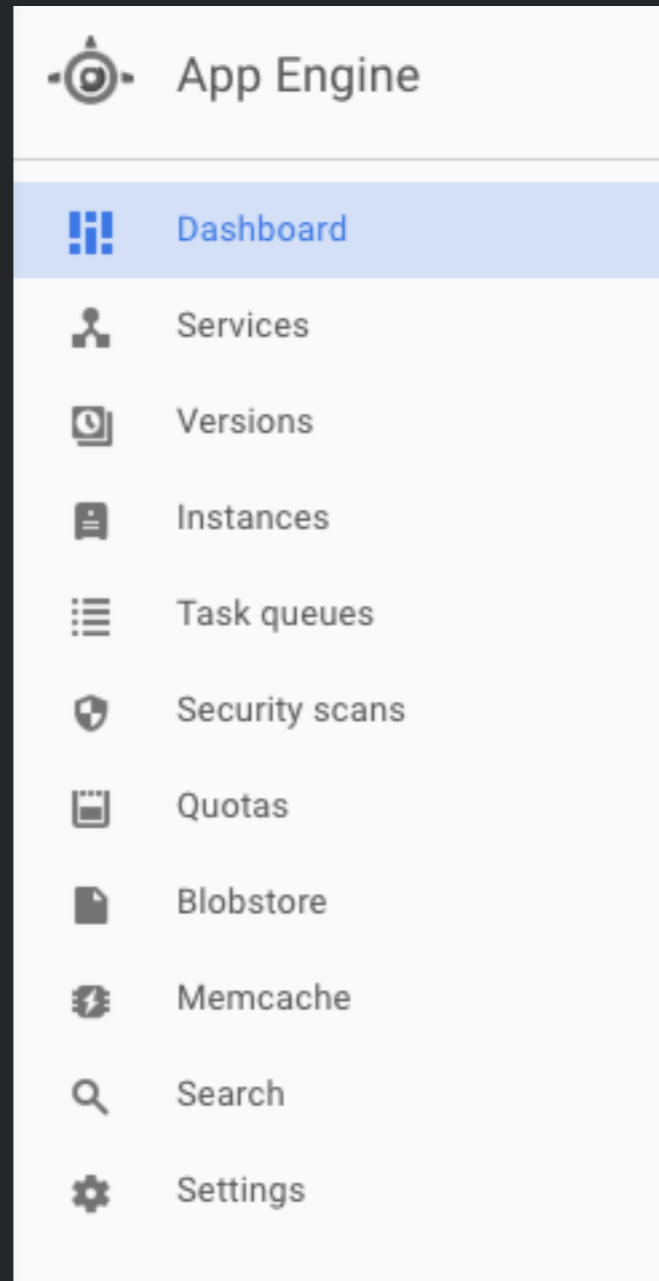 App Engine
Dashboard
Services
Versions
Instances
Task queues
Security scans
Quotas
Blobstore
Memcache
Search
Settings